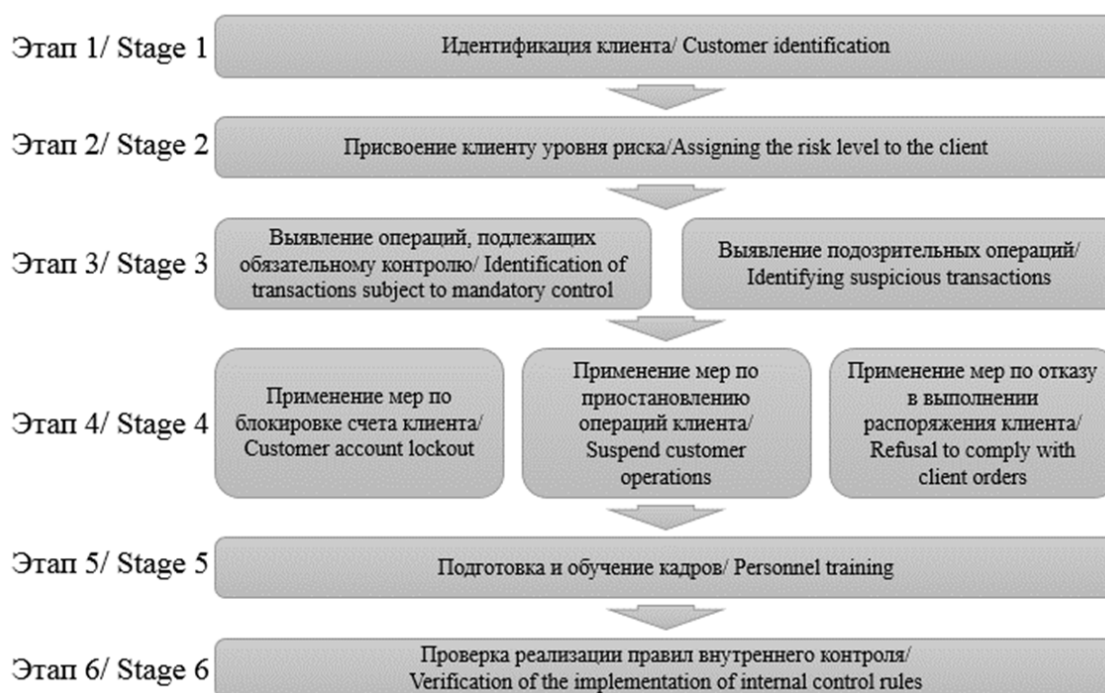 Этап 1/ Stage 1
Идентификация клиента/ Customer identification
Этап 2/ Stage 2
Присвоение клиенту уровня риска/Assigning the risk level to the client
Этап 3/ Stage 3
Выявление операций, подлежащих
обязательному контролю/ Identification of
transactions subject to mandatory control
Выявление подозрительных операций/
Identifying suspicious transactions
Этап 4/ Stage 4
Применение мер по
блокировке счета клиента/
Customer account lockout
Применение мер по
приостановлению
операций клиента/
Suspend customer
operations
Применение мер по отказу
в выполнении
распоряжения клиента/
Refusal to comply with
client orders
Этап 5/ Stage 5
Подготовка и обучение кадров/ Personnel training
Этап 6/ Stage 6
Проверка реализации правил внутреннего контроля/
Verification of the implementation of internal control rules